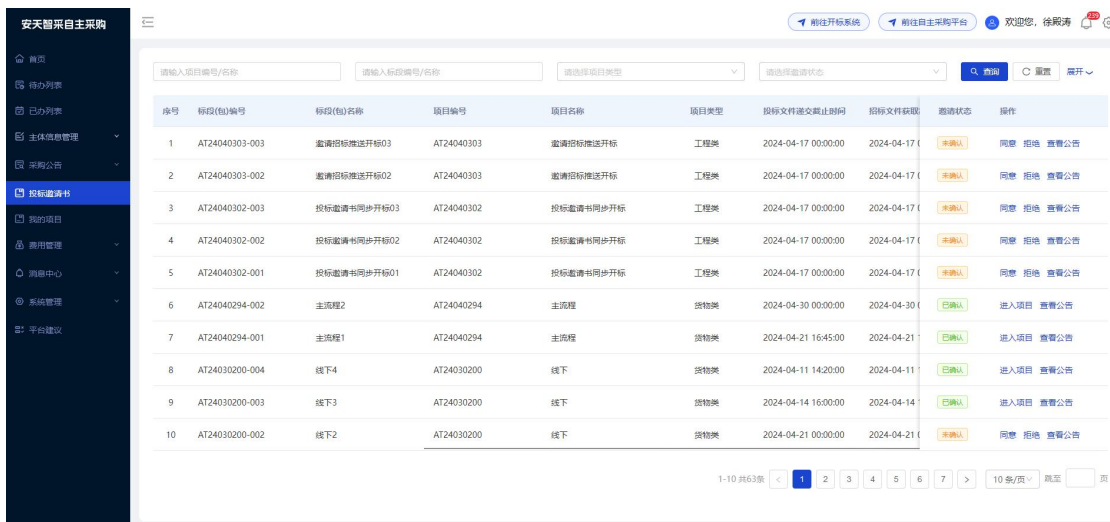 安天智采自主采购
前往开标系统 前往自主采购平台 欢迎您，徐殿涛 239
首页
待办列表
已办列表
主体信息管理
采购公告
投标邀请书
我的项目
费用管理
消息中心
系统管理
平台建议
请输入项目编号/名称 请输入标段编号/名称 请选择项目类型 请选择邀请状态 查询 重置 展开
序号 标段(包)编号 标段(包)名称 项目编号 项目名称 项目类型 投标文件递交截止时间 招标文件获取 邀请状态 操作
1 AT24040303-003 邀请招标推送开标03 AT24040303 邀请招标推送开标 工程类 2024-04-17 00:00:00 2024-04-17 0 未确认 同意 拒绝 查看公告
2 AT24040303-002 邀请招标推送开标02 AT24040303 邀请招标推送开标 工程类 2024-04-17 00:00:00 2024-04-17 0 未确认 同意 拒绝 查看公告
3 AT24040302-003 投标邀请书同步开标03 AT24040302 投标邀请书同步开标 工程类 2024-04-17 00:00:00 2024-04-17 0 未确认 同意 拒绝 查看公告
4 AT24040302-002 投标邀请书同步开标02 AT24040302 投标邀请书同步开标 工程类 2024-04-17 00:00:00 2024-04-17 0 未确认 同意 拒绝 查看公告
5 AT24040302-001 投标邀请书同步开标01 AT24040302 投标邀请书同步开标 工程类 2024-04-17 00:00:00 2024-04-17 0 未确认 同意 拒绝 查看公告
6 AT24040294-002 主流程2 AT24040294 主流程 货物类 2024-04-30 00:00:00 2024-04-30 0 已确认 进入项目 查看公告
7 AT24040294-001 主流程1 AT24040294 主流程 货物类 2024-04-21 16:45:00 2024-04-21 1 已确认 进入项目 查看公告
8 AT24030200-004 线下4 AT24030200 线下 货物类 2024-04-11 14:20:00 2024-04-11 1 已确认 进入项目 查看公告
9 AT24030200-003 线下3 AT24030200 线下 货物类 2024-04-14 16:00:00 2024-04-14 1 已确认 进入项目 查看公告
10 AT24030200-002 线下2 AT24030200 线下 货物类 2024-04-21 00:00:00 2024-04-21 0 未确认 同意 拒绝 查看公告
1-10 共63条 < 1 2 3 4 5 6 7 > 10 条/页 跳至 页